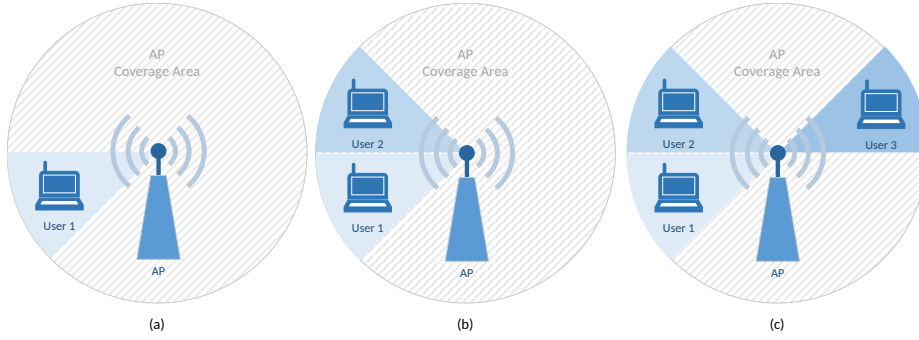 AP
Coverage Area
User 1
AP
(a)
AP
Coverage Area
User 2
User 1
AP
(b)
AP
Coverage Area
User 2
User 3
User 1
AP
(c)